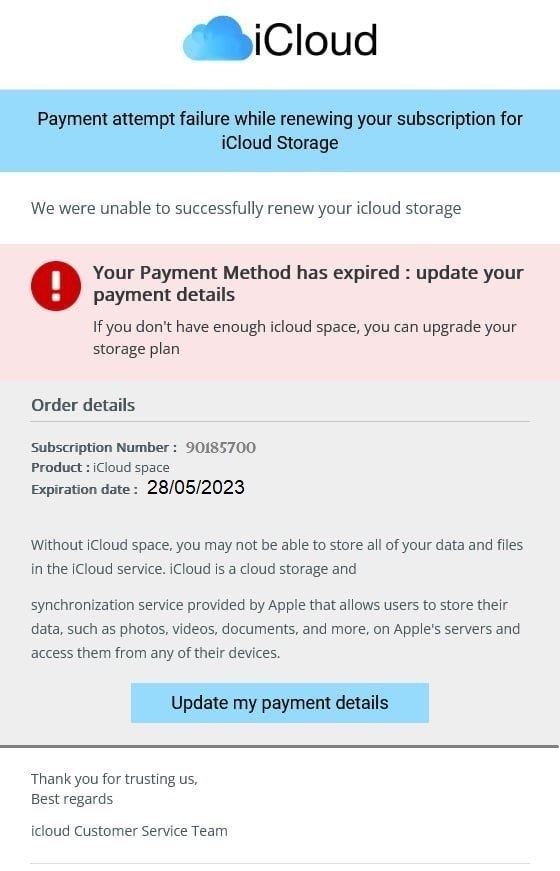 iCloud
Payment attempt failure while renewing your subscription for
iCloud Storage
We were unable to successfully renew your icloud storage
Your Payment Method has expired : update your
payment details
If you don't have enough icloud space, you can upgrade your
storage plan
Order details
Subscription Number : 90185700
Product : iCloud space
Expiration date : 28/05/2023
Without iCloud space, you may not be able to store all of your data and files
in the iCloud service. iCloud is a cloud storage and
synchronization service provided by Apple that allows users to store their
data, such as photos, videos, documents, and more, on Apple's servers and
access them from any of their devices.
Update my payment details
Thank you for trusting us,
Best regards
icloud Customer Service Team